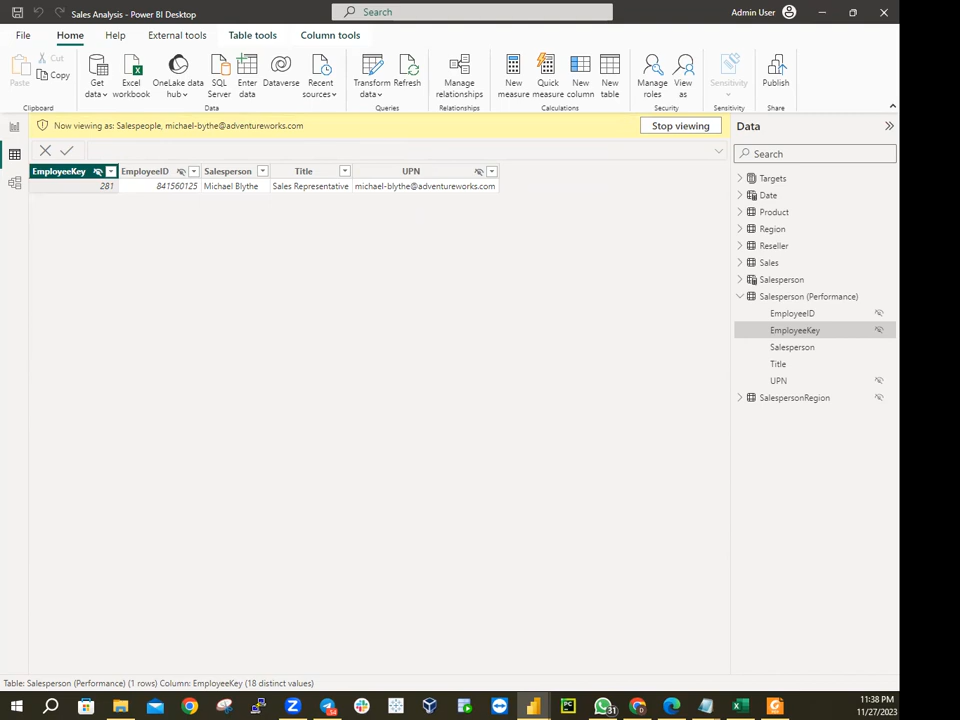 Sales Analysis - Power BI Desktop
Search
Admin User
File
Home
Help
External tools
Table tools
Column tools
Paste
Cut
Copy
Clipboard
Get data
Excel workbook
OneLake data hub
SQL Server
Enter data
Dataverse
Recent sources
Data
Transform data
Refresh
Queries
Manage relationships
Relationships
New measure
Quick measure
New column
New table
Calculations
Manage roles
View as
Security
Sensitivity
Sensitivity
Publish
Share
Now viewing as: Salespeople, michael-bythe@adventureworks.com
Stop viewing
EmployeeKey EmployeeID Salesperson Title UPN
281 841560125 Michael Blythe Sales Representative michael-blythe@adventureworks.com
Data
Search
Targets
Date
Product
Region
Reseller
Sales
Salesperson
Salesperson (Performance)
EmployeeID
EmployeeKey
Salesperson
Title
UPN
SalespersonRegion
Table: Salesperson (Performance) (1 rows) Column: EmployeeKey (18 distinct values)
11:38 PM
11/27/2023